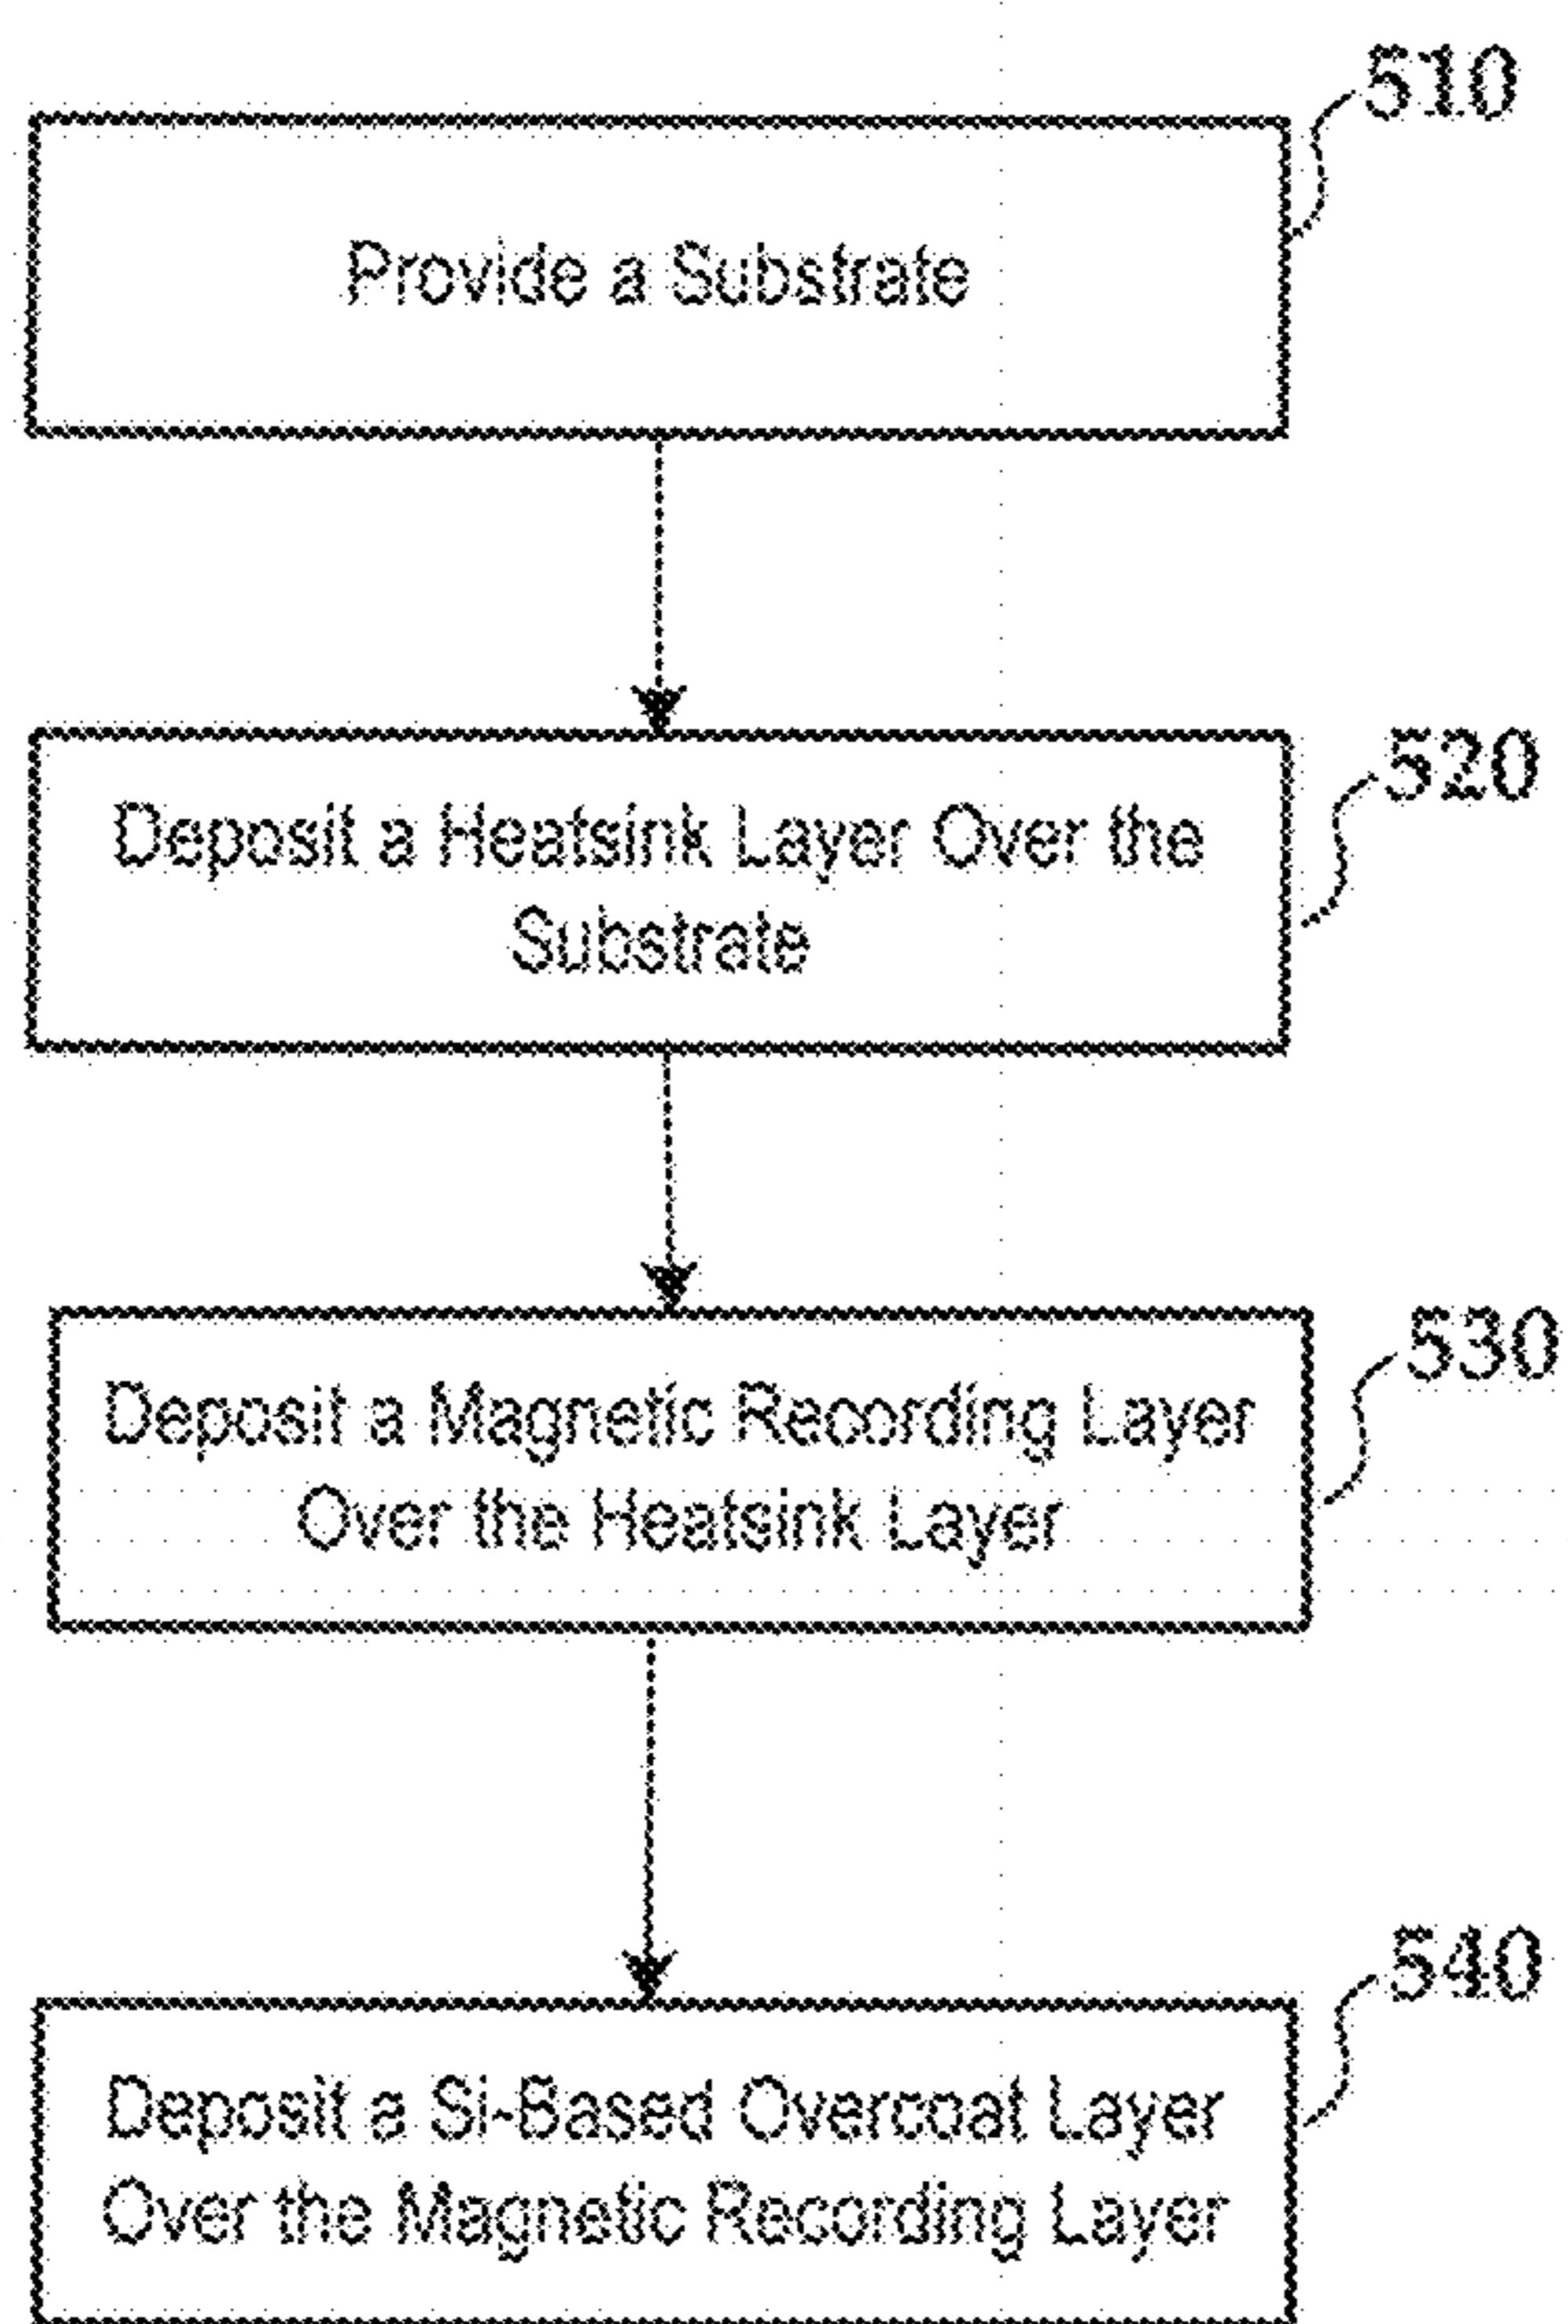 510
Provide a Substrate
520
Deposit a Heatsink Layer Over the
Substrate
530
Deposit a Magnetic Recording Layer
Over the Heatsink Layer
540
Deposit a Si-Based Overcoat Layer
Over the Magnetic Recording Layer